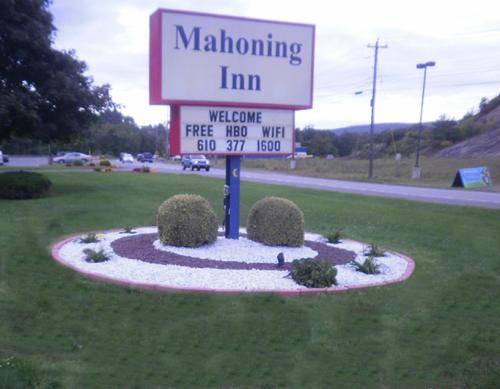 Mahoning
Inn
WELCOME
FREE HBO WIFI
610 377 1600